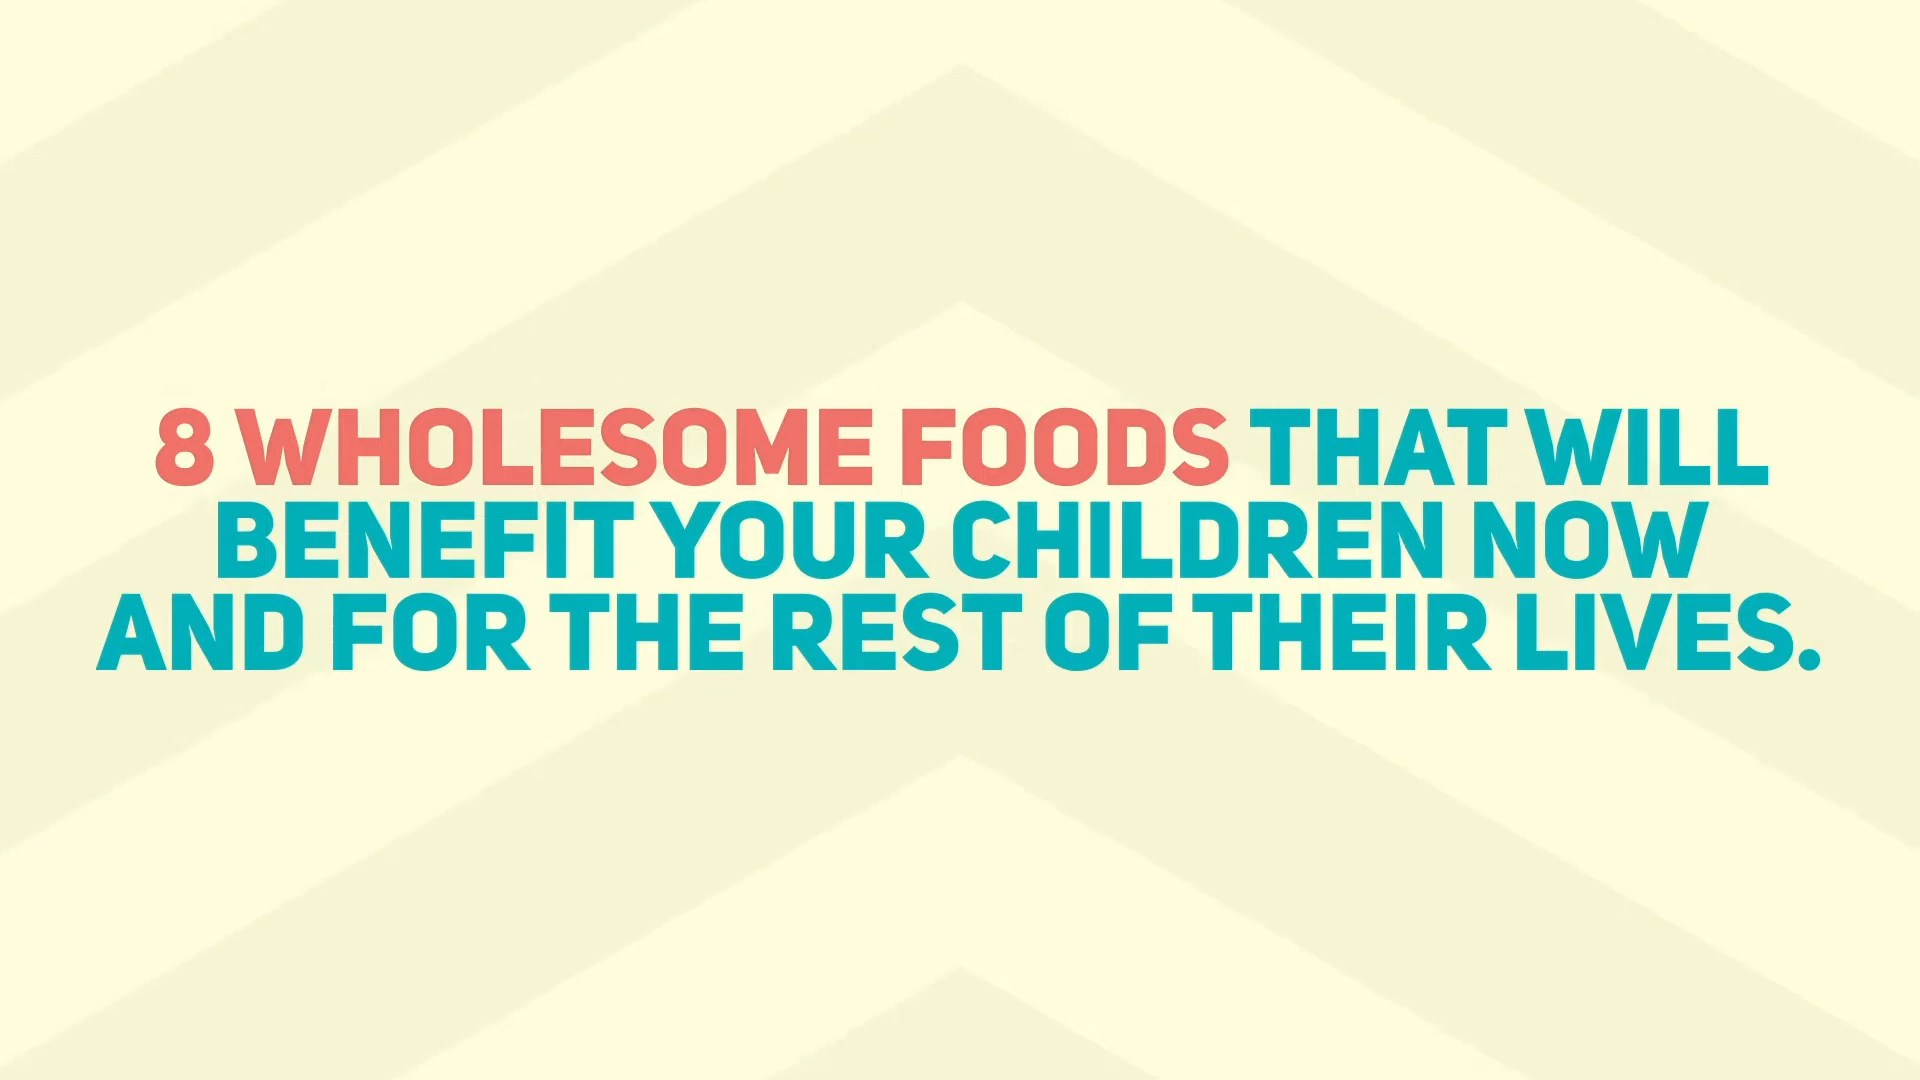 8 WHOLESOME FOODS THAT WILL
BENEFIT YOUR CHILDREN NOW
AND FOR THE REST OF THEIR LIVES.